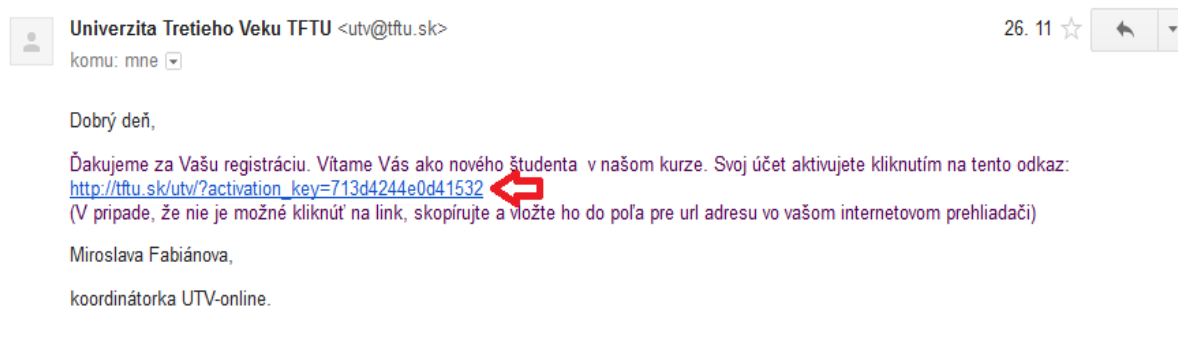 Univerzita Tretieho Veku TFTU <utv@tftu.sk>
26. 11
komu: mne
Dobrý deň,
Ďakujeme za Vašu registráciu. Vítame Vás ako nového študenta v našom kurze. Svoj účet aktivujete kliknutím na tento odkaz:
http://tftu.sk/utv/?activation_key=713d4244e0d41532
(V pripade, že nie je možné kliknúť na link, skopírujte a vložte ho do poľa pre url adresu vo vašom internetovom prehliadači)
Miroslava Fabiánova,
koordinátorka UTV-online.